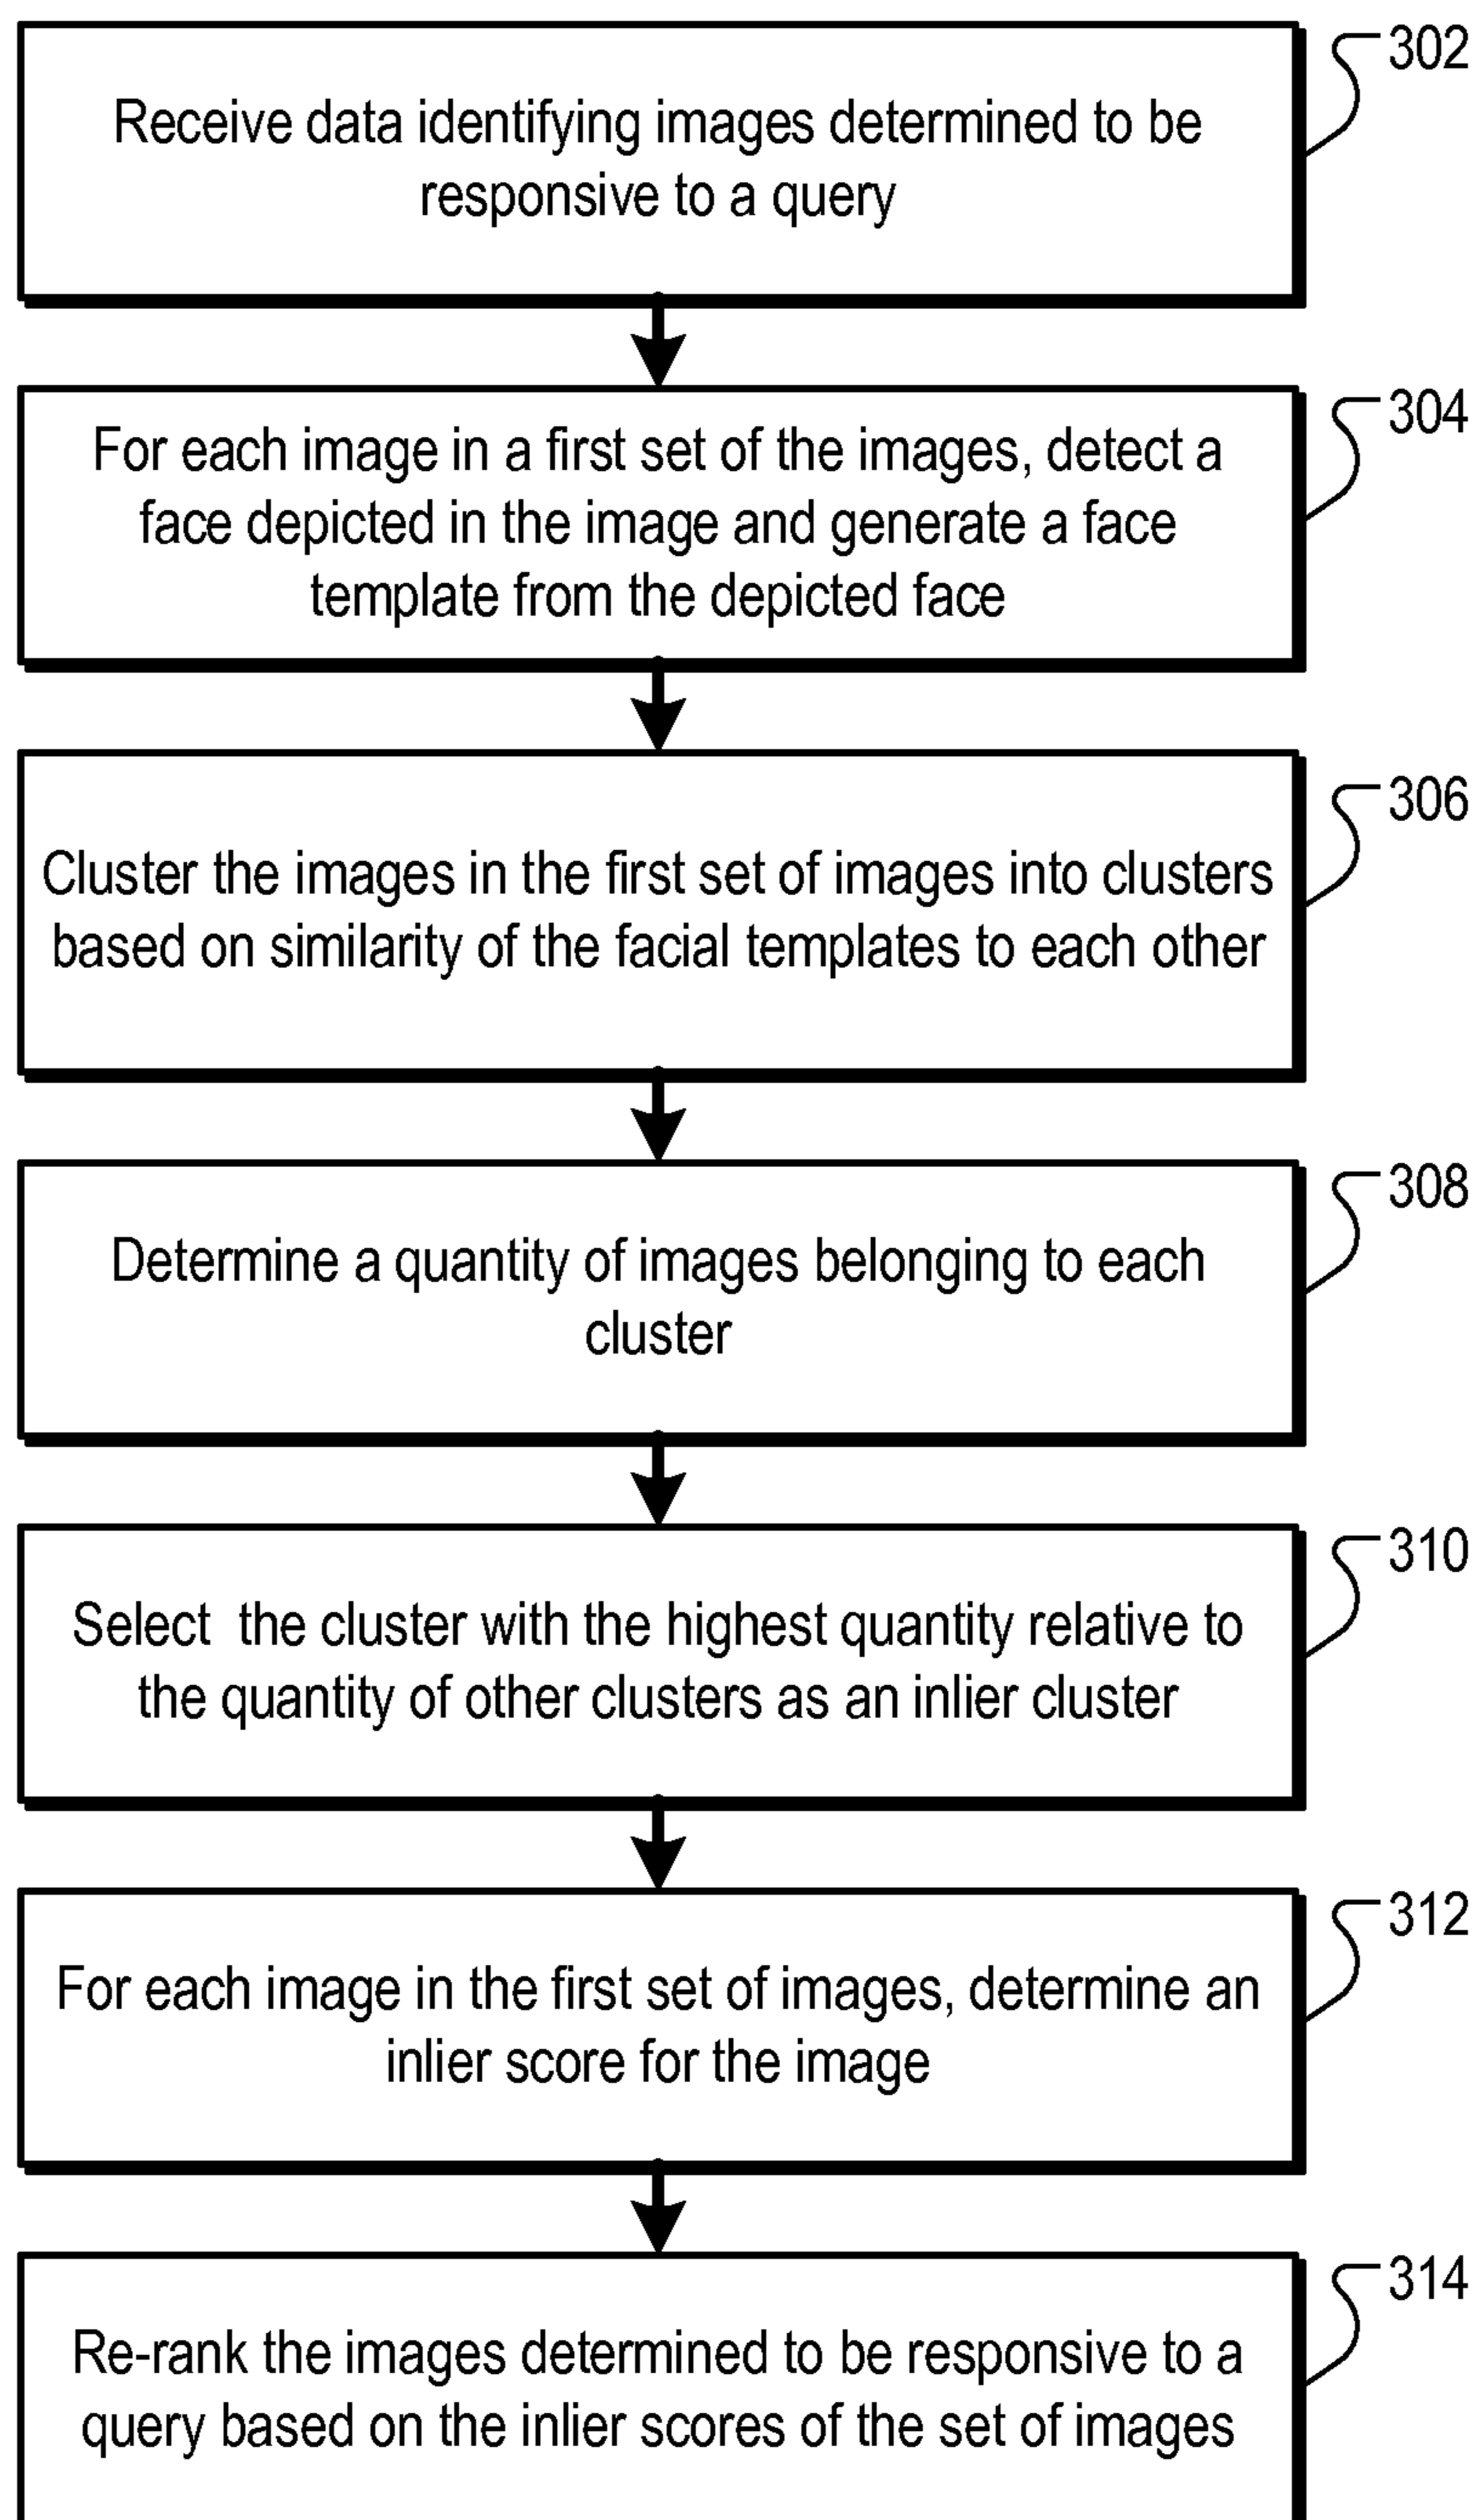 302
Receive data identifying images determined to be
responsive to a query
304
For each image in a first set of the images, detect a
face depicted in the image and generate a face
template from the depicted face
306
Cluster the images in the first set of images into clusters
based on similarity of the facial templates to each other
308
Determine a quantity of images belonging to each
cluster
310
Select the cluster with the highest quantity relative to
the quantity of other clusters as an inlier cluster
312
For each image in the first set of images, determine an
inlier score for the image
314
Re-rank the images determined to be responsive to a
query based on the inlier scores of the set of images